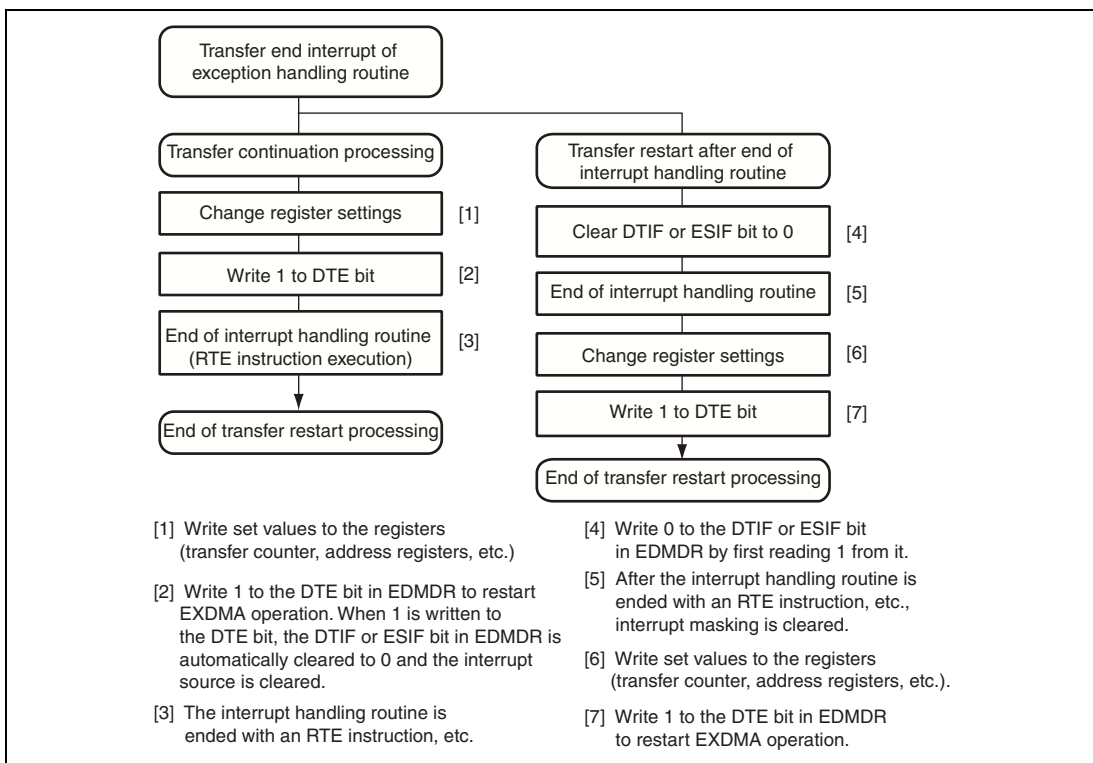 Transfer end interrupt of
exception handling routine
Transfer continuation processing
Change register settings
[1]
Write 1 to DTE bit
[2]
End of interrupt handling routine
(RTE instruction execution)
[3]
End of transfer restart processing
Transfer restart after end of
interrupt handling routine
Clear DTIF or ESIF bit to 0
[4]
End of interrupt handling routine
[5]
Change register settings
[6]
Write 1 to DTE bit
[7]
End of transfer restart processing
[1] Write set values to the registers
(transfer counter, address registers, etc.)
[2] Write 1 to the DTE bit in EDMDR to restart
EXDMA operation. When 1 is written to
the DTE bit, the DTIF or ESIF bit in EDMDR is
automatically cleared to 0 and the interrupt
source is cleared.
[3] The interrupt handling routine is
ended with an RTE instruction, etc.
[4] Write 0 to the DTIF or ESIF bit
in EDMDR by first reading 1 from it.
[5] After the interrupt handling routine is
ended with an RTE instruction, etc.,
interrupt masking is cleared.
[6] Write set values to the registers
(transfer counter, address registers, etc.).
[7] Write 1 to the DTE bit in EDMDR
to restart EXDMA operation.